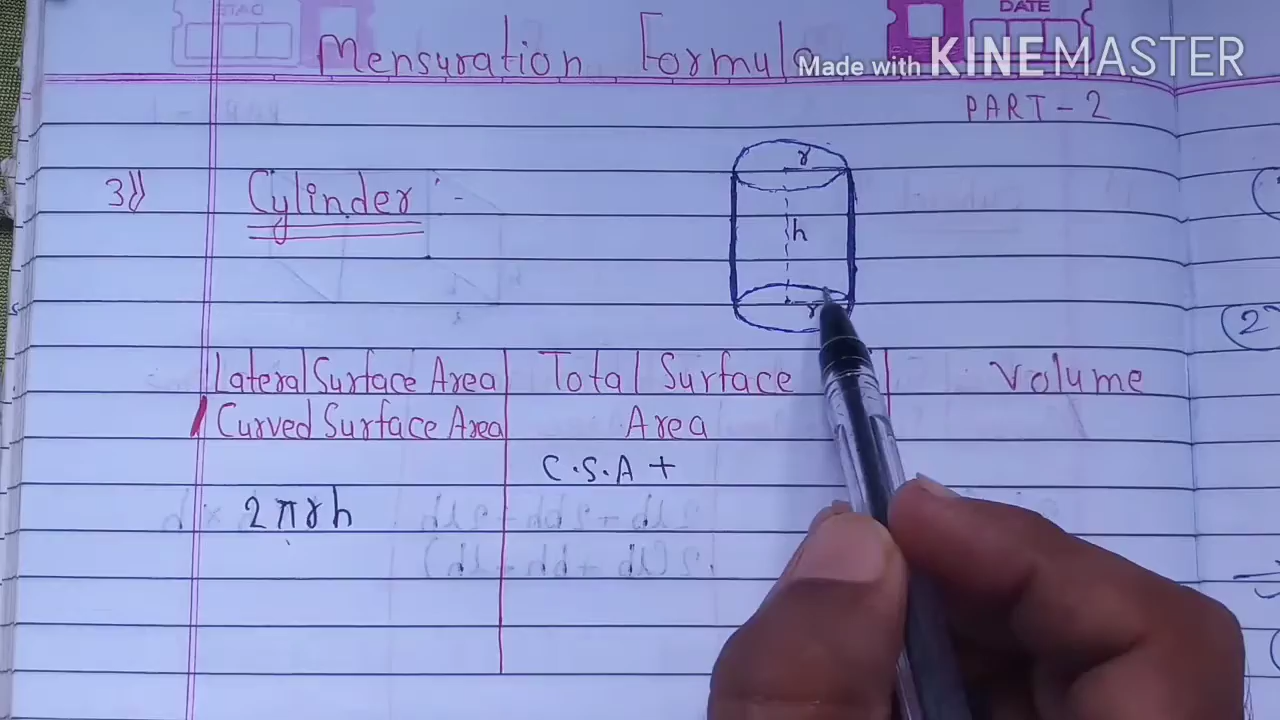 DATE
Mensuration Formula
Made with KINEMASTER
PART-2
3) Cylinder :-
r
h
r
Lateral Surface Area
Total Surface
Volume
Curved Surface Area
Area
C.S.A +
2πrh
2